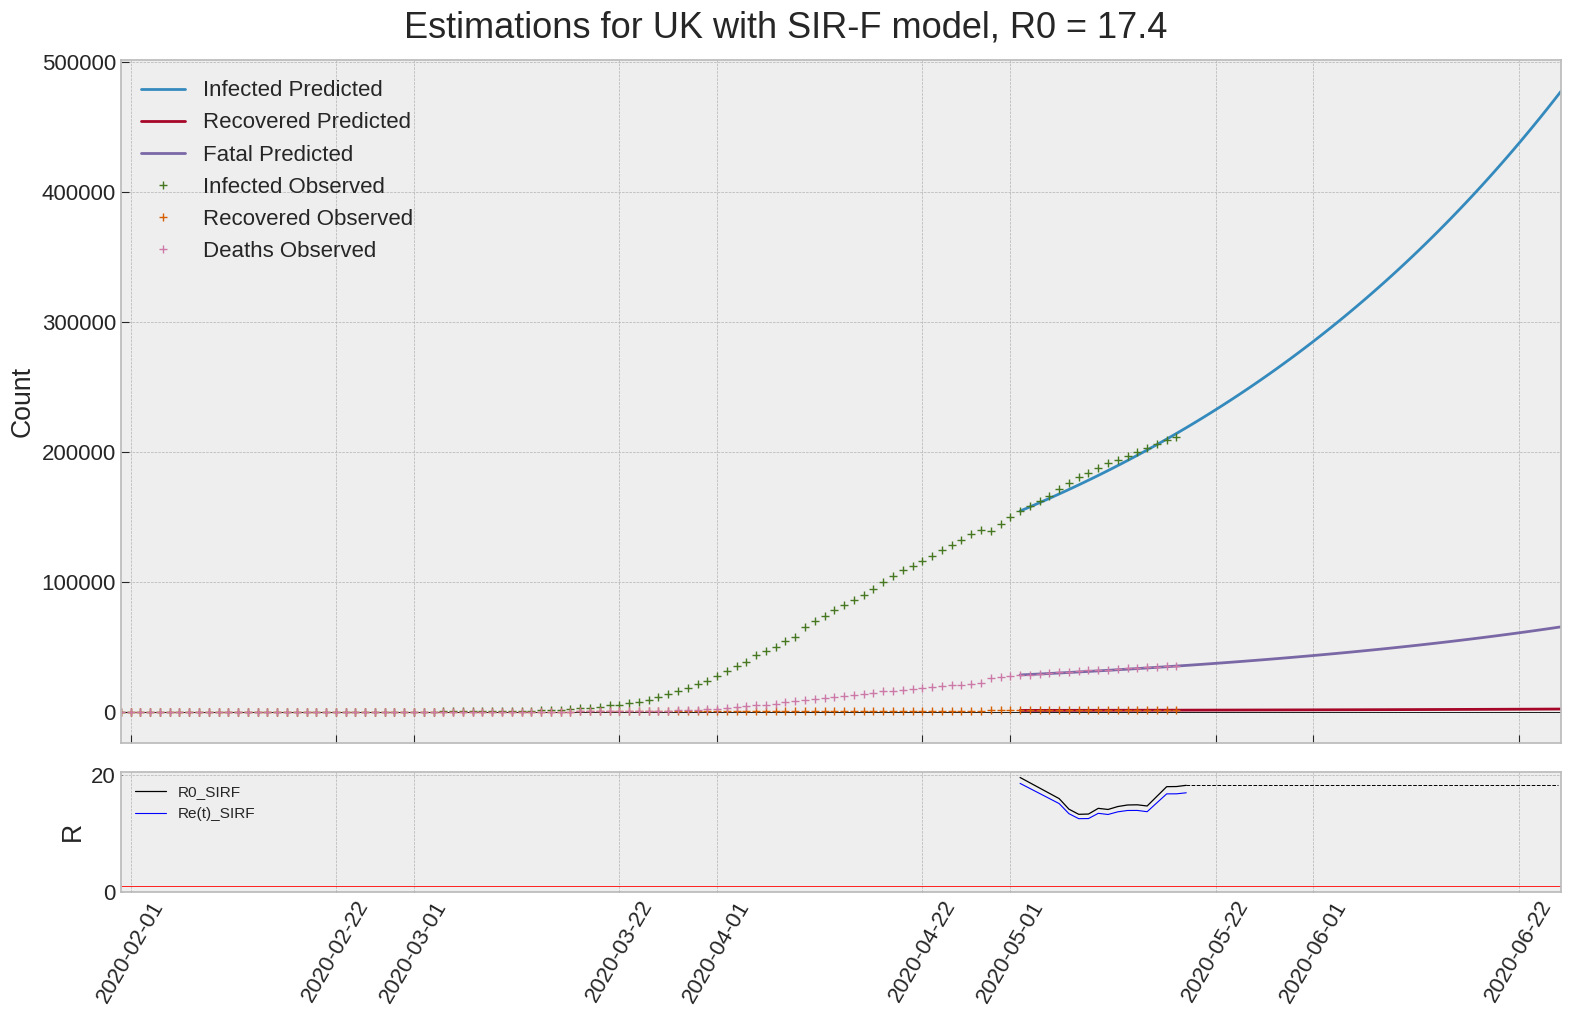 Estimations for UK with SIR-F model, R0 = 17.4
500000
400000
300000
200000
100000
0
Count
Infected Predicted
Recovered Predicted
Fatal Predicted
Infected Observed
Recovered Observed
Deaths Observed
20
0
R
R0_SIRF
Re(t)_SIRF
2020-02-01
2020-02-22
2020-03-01
2020-03-22
2020-04-01
2020-04-22
2020-05-01
2020-05-22
2020-06-01
2020-06-22